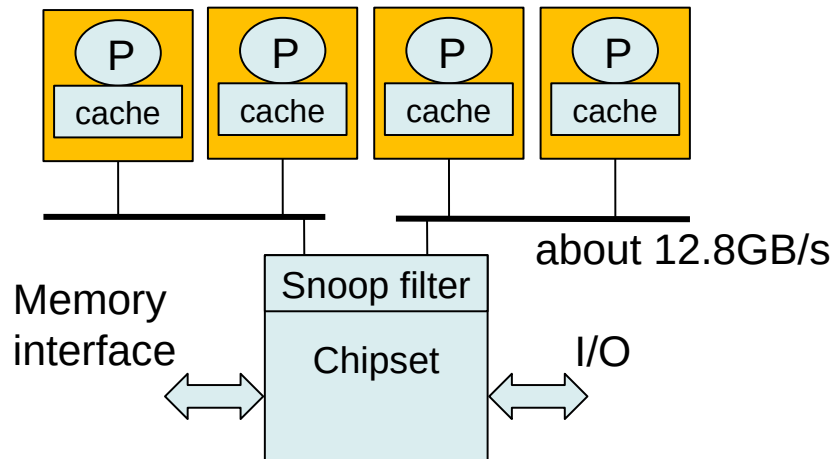 P
P
P
P
cache
cache
cache
cache
about 12.8GB/s
Snoop filter
Memory
interface
Chipset
I/O